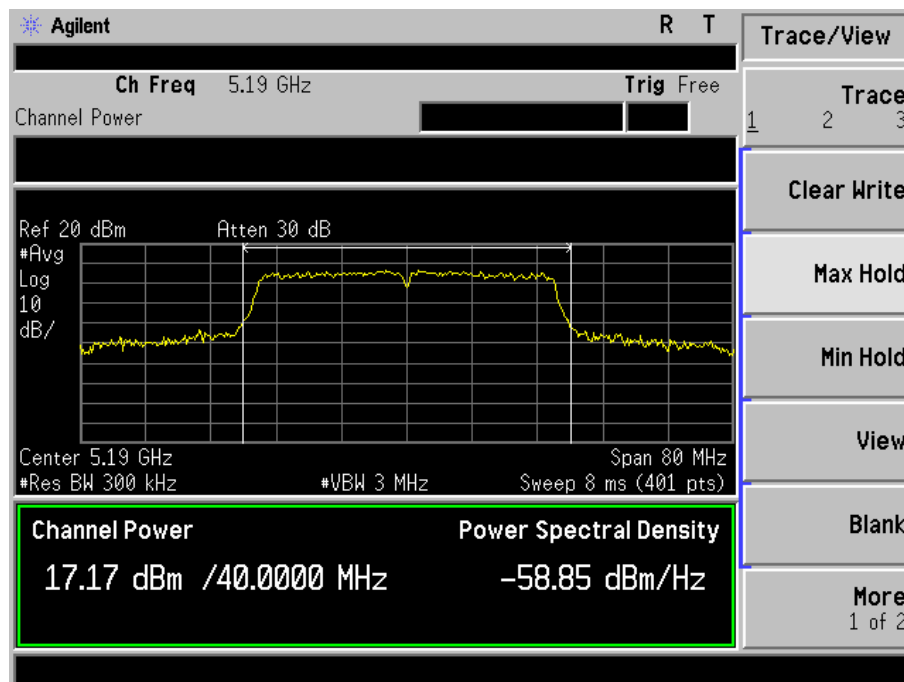 Agilent R T
Trace/View
Ch Freq 5.19 GHz Trig Free
Channel Power
Trace
1 2 3
Clear Write
Ref 20 dBm Atten 30 dB
#Avg
Log
10
dB/
Max Hold
Min Hold
View
Center 5.19 GHz Span 80 MHz
#Res BW 300 kHz #VBW 3 MHz Sweep 8 ms (401 pts)
Channel Power Power Spectral Density
17.17 dBm /40.0000 MHz -58.85 dBm/Hz
Blank
More
1 of 2